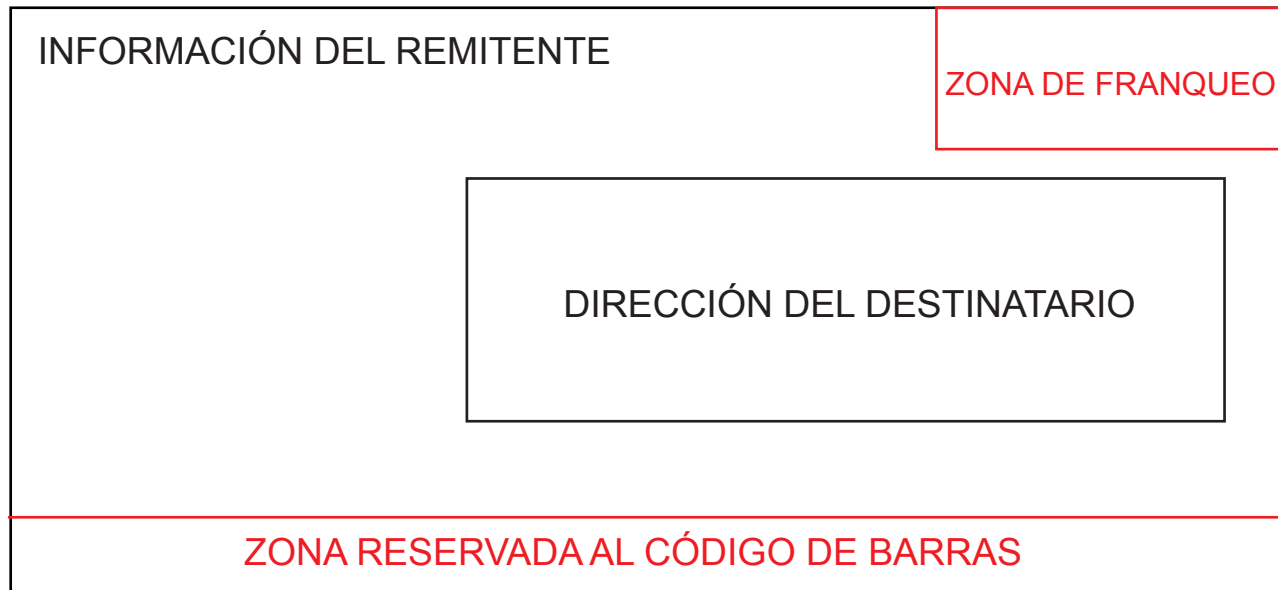 INFORMACIÓN DEL REMITENTE
ZONA DE FRANQUEO
DIRECCIÓN DEL DESTINATARIO
ZONA RESERVADA AL CÓDIGO DE BARRAS